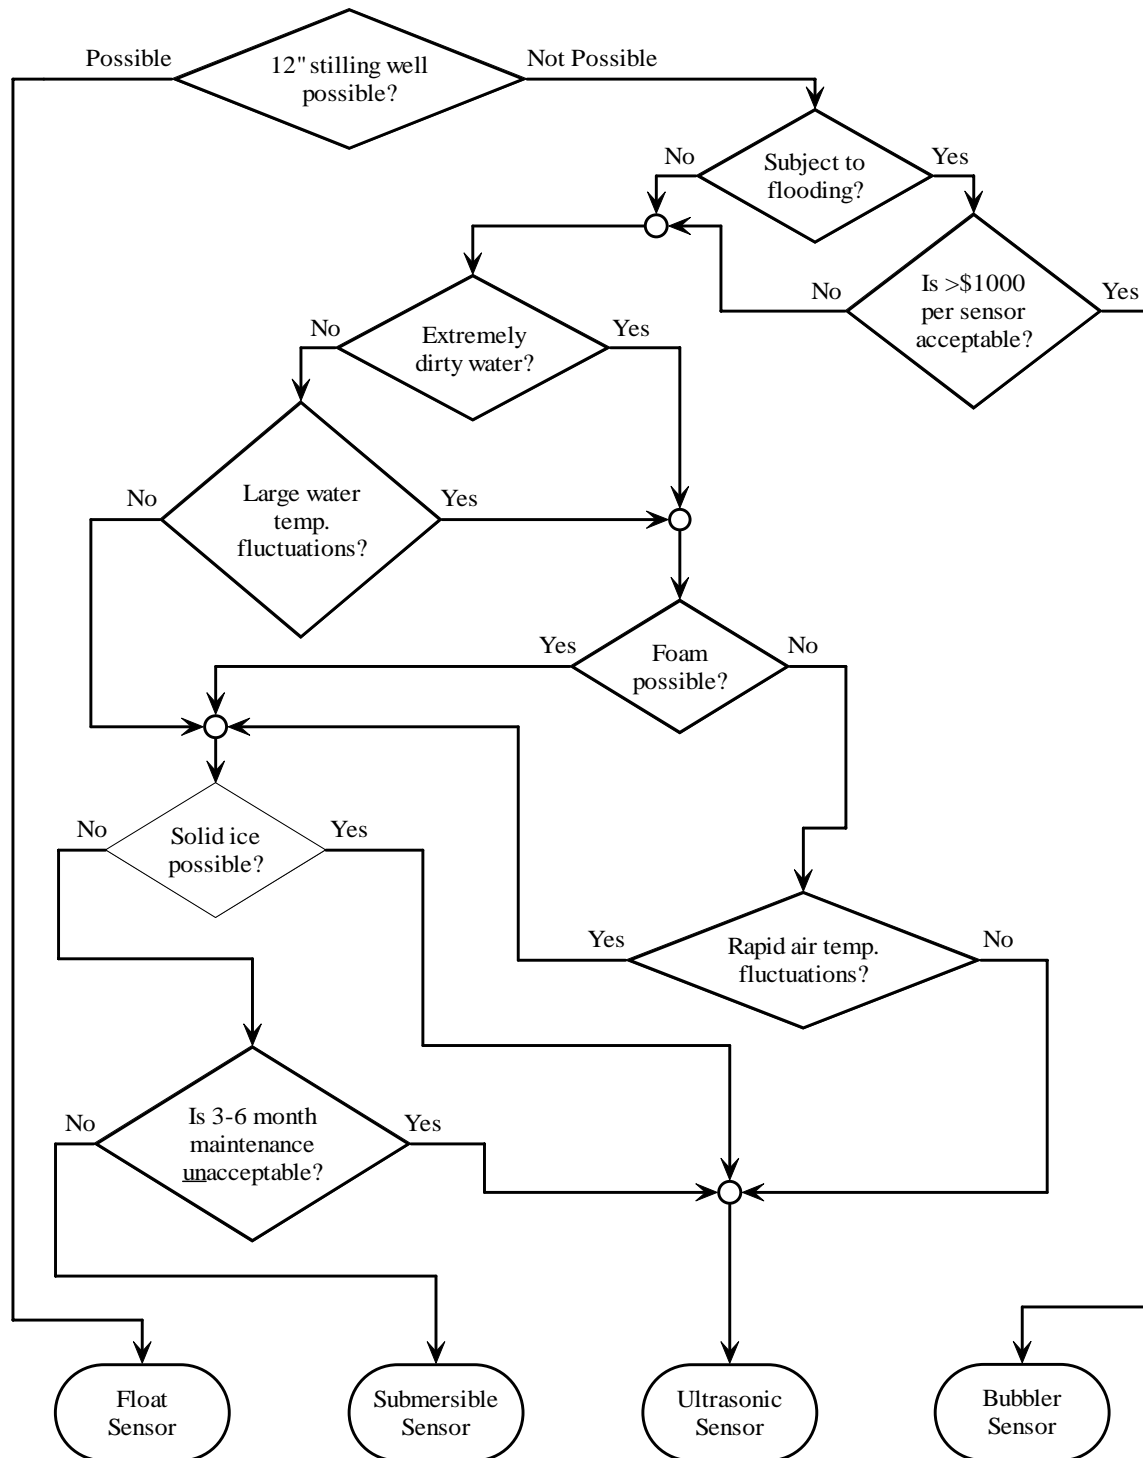 Possible
12" stilling well
possible?
Not Possible
No
Subject to
flooding?
Yes
No
Is >$1000
per sensor
acceptable?
Yes
No
Extremely
dirty water?
Yes
No
Large water
temp.
fluctuations?
Yes
Yes
Foam
possible?
No
No
Solid ice
possible?
Yes
Yes
Rapid air temp.
fluctuations?
No
No
Is 3-6 month
maintenance
unacceptable?
Yes
Float
Sensor
Submersible
Sensor
Ultrasonic
Sensor
Bubbler
Sensor